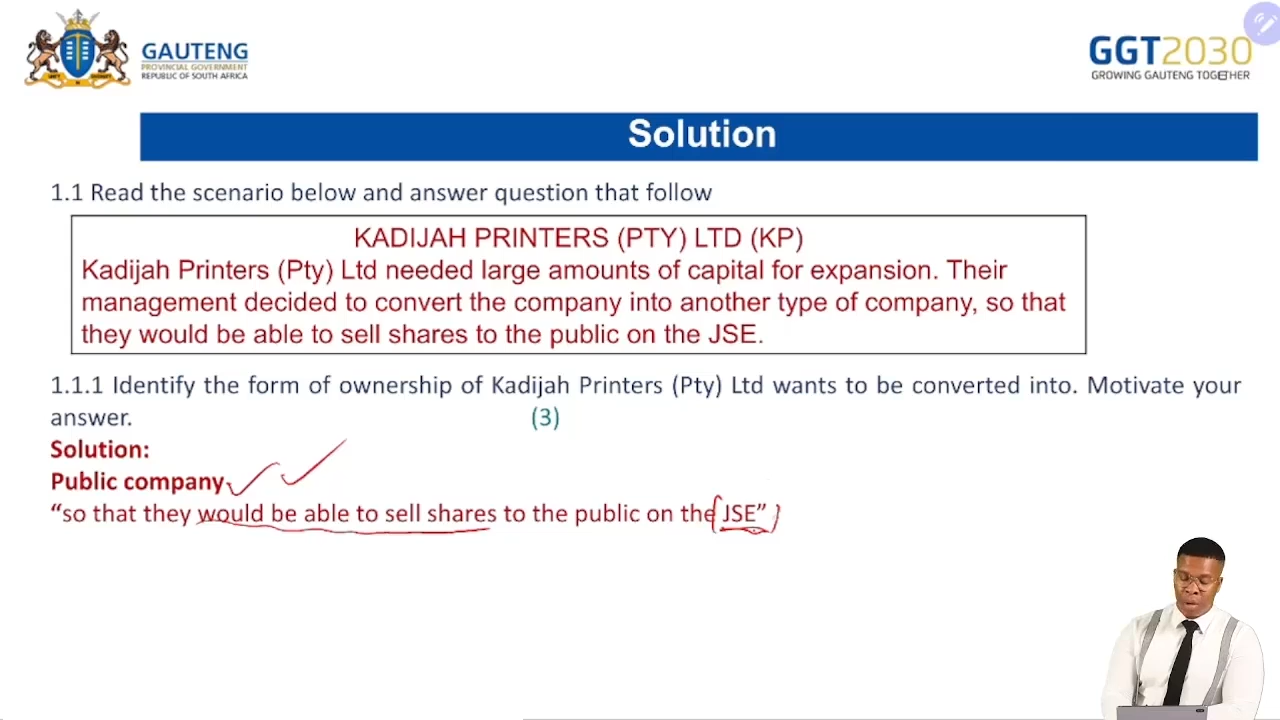 GAUTENG
PROVINCIAL GOVERNMENT
REPUBLIC OF SOUTH AFRICA
GGT2030
GROWING GAUTENG TOGETHER
Solution
1.1 Read the scenario below and answer question that follow
KADIJAH PRINTERS (PTY) LTD (KP)
Kadijah Printers (Pty) Ltd needed large amounts of capital for expansion. Their
management decided to convert the company into another type of company, so that
they would be able to sell shares to the public on the JSE.
1.1.1 Identify the form of ownership of Kadijah Printers (Pty) Ltd wants to be converted into. Motivate your
answer. (3)
Solution:
Public company
“so that they would be able to sell shares to the public on the JSE”